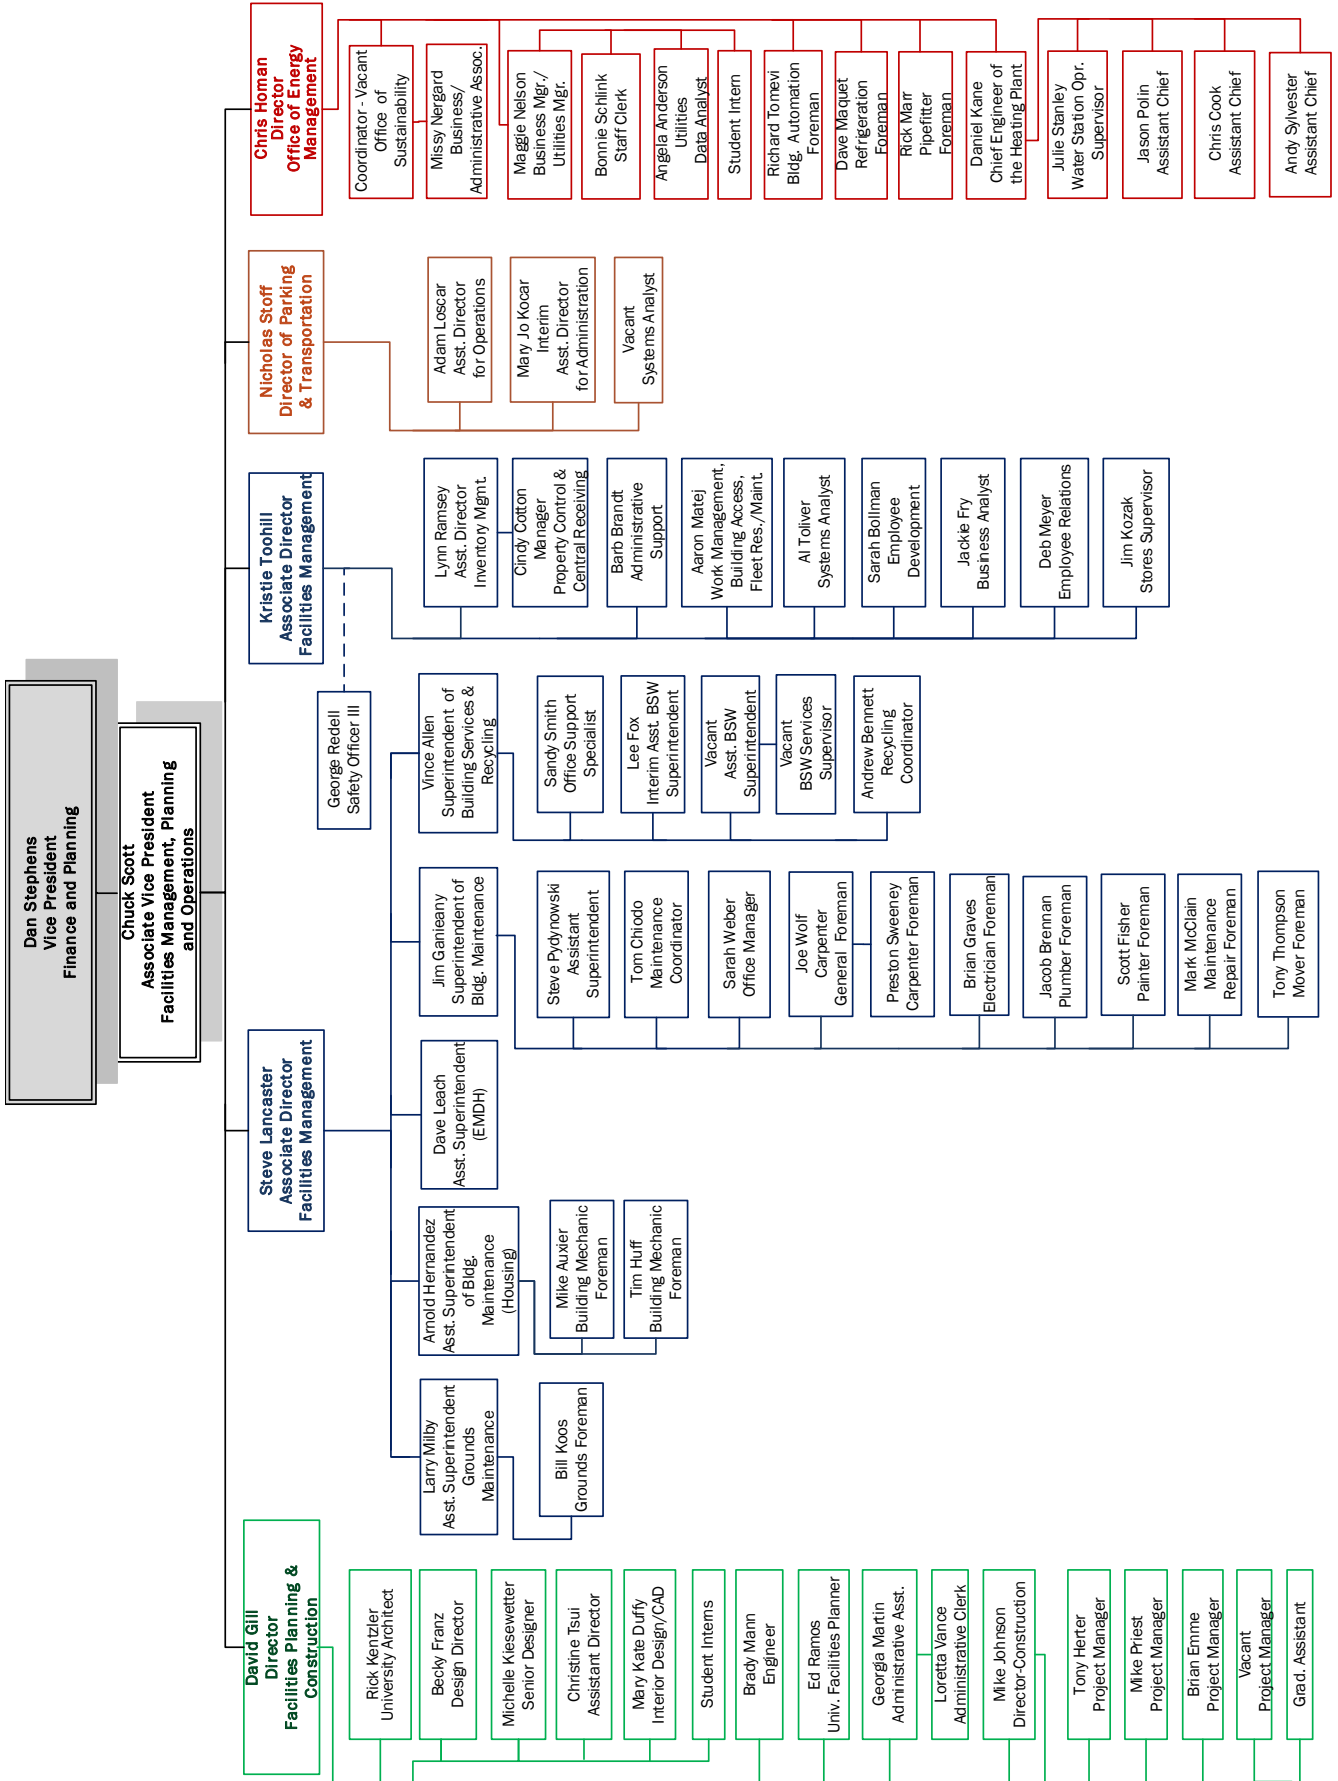 Dan Stephens
Vice President
Finance and Planning
Chuck Scott
Associate Vice President
Facilities Management, Planning
and Operations
David Gill
Director
Facilities Planning &
Construction
Rick Kentzler
University Architect
Becky Franz
Design Director
Michelle Kiesewetter
Senior Designer
Christine Tsui
Assistant Director
Mary Kate Duffy
Interior Design/CAD
Student Interns
Brady Mann
Engineer
Ed Ramos
Univ. Facilities Planner
Georgia Martin
Administrative Asst.
Loretta Vance
Administrative Clerk
Mike Johnson
Director-Construction
Tony Herter
Project Manager
Mike Priest
Project Manager
Brian Emme
Project Manager
Vacant
Project Manager
Grad. Assistant
Steve Lancaster
Associate Director
Facilities Management
Larry Milby
Asst. Superintendent
Grounds
Maintenance
Bill Koos
Grounds Foreman
Arnold Hernandez
Asst. Superintendent
of Bldg.
Maintenance
(Housing)
Mike Auxier
Building Mechanic
Foreman
Tim Huff
Building Mechanic
Foreman
Dave Leach
Asst. Superintendent
(EMDH)
Jim Ganieany
Superintendent of
Bldg. Maintenance
Steve Pydynowski
Assistant
Superintendent
Tom Chiodo
Maintenance
Coordinator
Sarah Weber
Office Manager
Joe Wolf
Carpenter
General Foreman
Preston Sweeney
Carpenter Foreman
Brian Graves
Electrician Foreman
Jacob Brennan
Plumber Foreman
Scott Fisher
Painter Foreman
Mark McClain
Maintenance
Repair Foreman
Tony Thompson
Mover Foreman
Vince Allen
Superintendent of
Building Services &
Recycling
Sandy Smith
Office Support
Specialist
Lee Fox
Interim Asst. BSW
Superintendent
Vacant
Asst. BSW
Superintendent
Vacant
BSW Services
Supervisor
Andrew Bennett
Recycling
Coordinator
George Redell
Safety Officer III
Kristie Toohill
Associate Director
Facilities Management
Lynn Ramsey
Asst. Director
Inventory Mgmt.
Cindy Cotton
Manager
Property Control &
Central Receiving
Barb Brandt
Administrative
Support
Aaron Matej
Work Management,
Building Access,
Fleet Res./Maint.
Al Toliver
Systems Analyst
Sarah Bollman
Employee
Development
Jackie Fry
Business Analyst
Deb Meyer
Employee Relations
Jim Kozak
Stores Supervisor
Nicholas Stoff
Director of Parking
& Transportation
Adam Loscar
Asst. Director
for Operations
Mary Jo Kocar
Interim
Asst. Director
for Administration
Vacant
Systems Analyst
Chris Homan
Director
Office of Energy
Management
Coordinator - Vacant
Office of
Sustainability
Missy Nergard
Business/
Administrative Assoc.
Maggie Nelson
Business Mgr./
Utilities Mgr.
Bonnie Schlink
Staff Clerk
Angela Anderson
Utilities
Data Analyst
Student Intern
Richard Tomevi
Bldg. Automation
Foreman
Dave Maquet
Refrigeration
Foreman
Rick Marr
Pipefitter
Foreman
Daniel Kane
Chief Engineer of
the Heating Plant
Julie Stanley
Water Station Opr.
Supervisor
Jason Polin
Assistant Chief
Chris Cook
Assistant Chief
Andy Sylvester
Assistant Chief